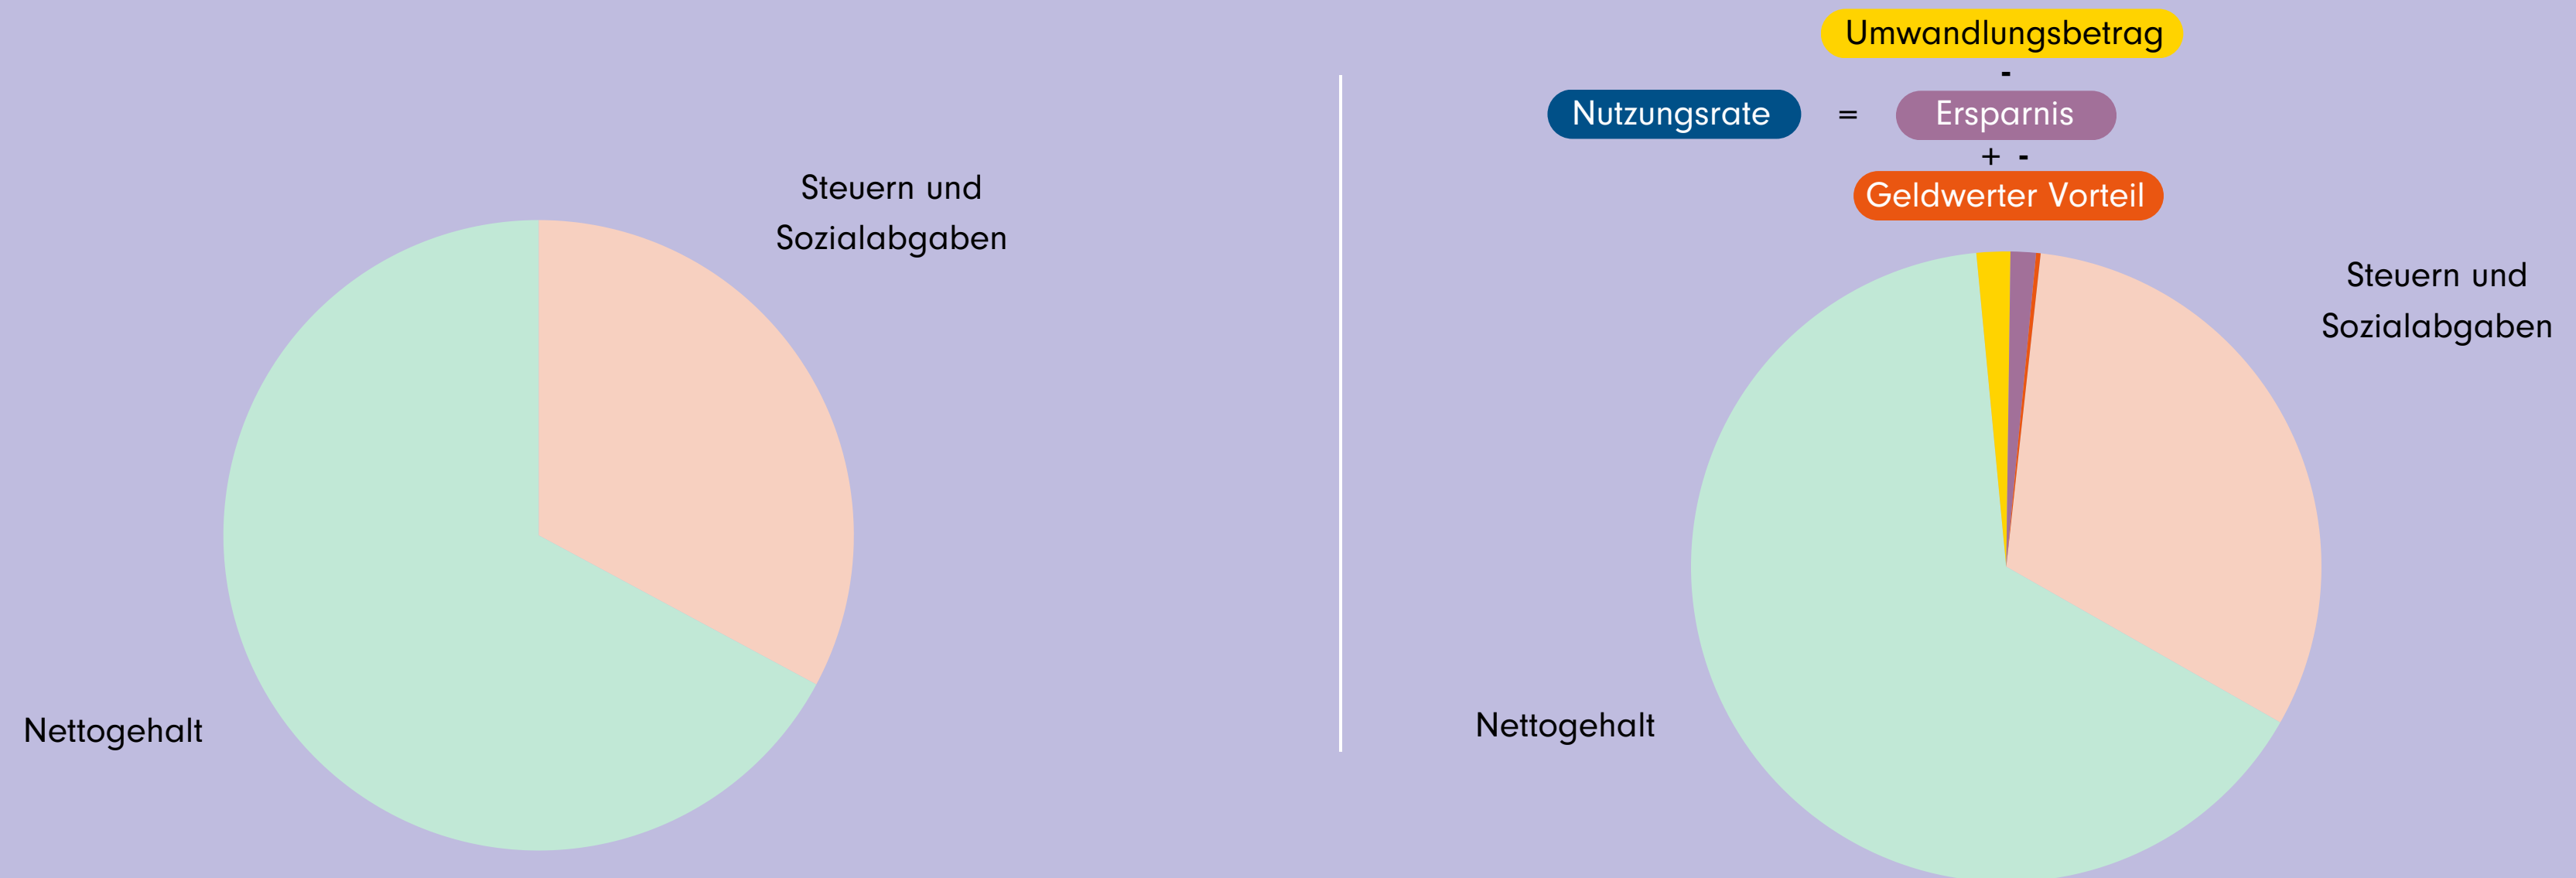 Steuern und
Sozialabgaben
Nettogehalt
Umwandlungsbetrag
-
Nutzungsrate = Ersparnis
+ -
Geldwerter Vorteil
Steuern und
Sozialabgaben
Nettogehalt